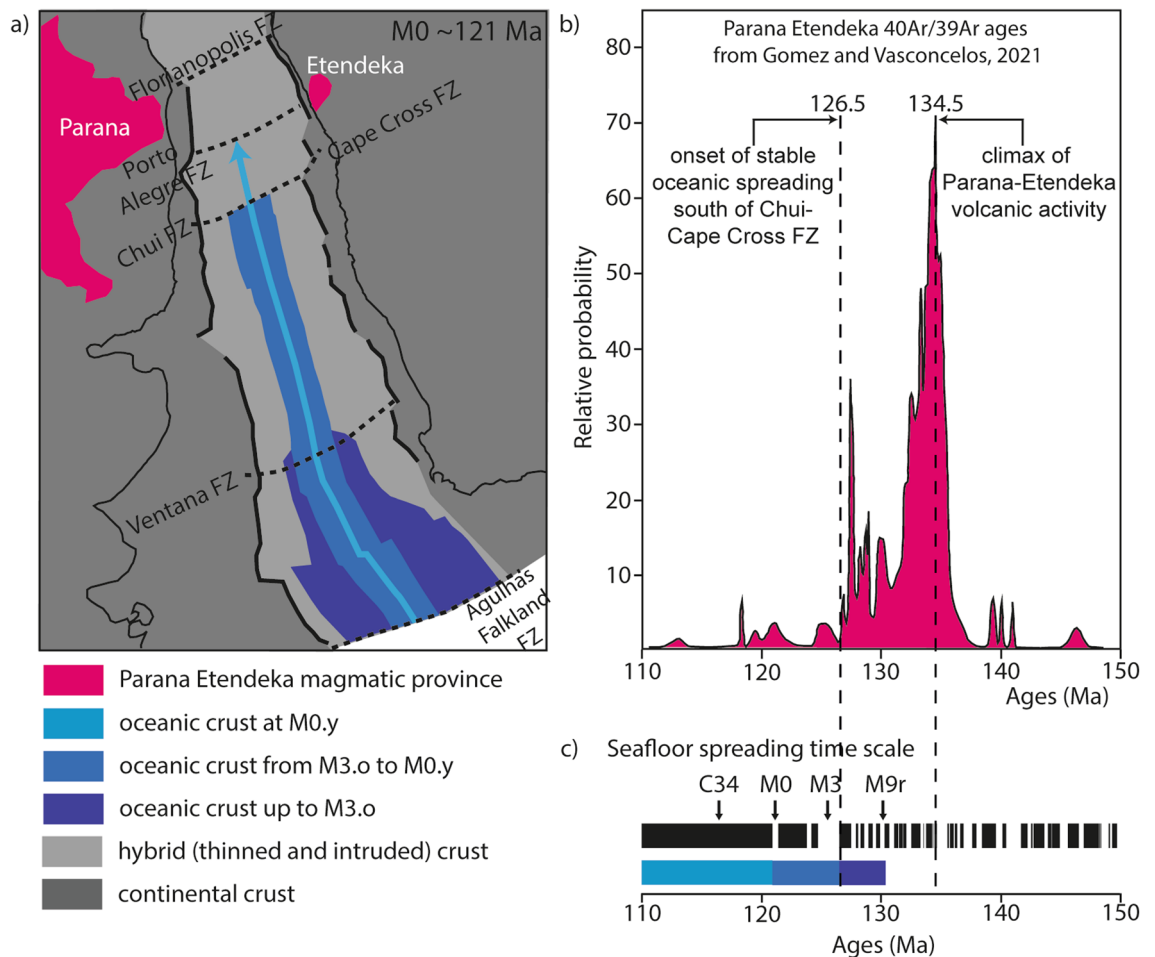 a)
M0 ~121 Ma
Florianopolis FZ
Etendeka
Parana
Cape Cross FZ
Porto
Alegre FZ
Chui FZ
Ventana FZ
Agulhas
Falkland
FZ
Parana Etendeka magmatic province
oceanic crust at M0.y
oceanic crust from M3.o to M0.y
oceanic crust up to M3.o
hybrid (thinned and intruded) crust
continental crust
b)
Parana Etendeka 40Ar/39Ar ages
from Gomez and Vasconcelos, 2021
126.5
134.5
onset of stable
oceanic spreading
south of Chui-
Cape Cross FZ
climax of
Parana-Etendeka
volcanic activity
Relative probability
80
70
60
50
40
30
20
10
110
120
130
140
150
Ages (Ma)
c)
Seafloor spreading time scale
C34
M0
M3
M9r
110
120
130
140
150
Ages (Ma)